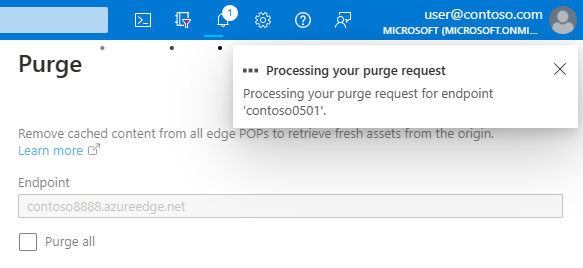 user@contoso.com
MICROSOFT (MICROSOFT.ONMI...
1
Purge
Processing your purge request
Processing your purge request for endpoint
'contoso0501'.
Remove cached content from all edge POPs to retrieve fresh assets from the origin.
Learn more
Endpoint
contoso8888.azureedge.net
Purge all